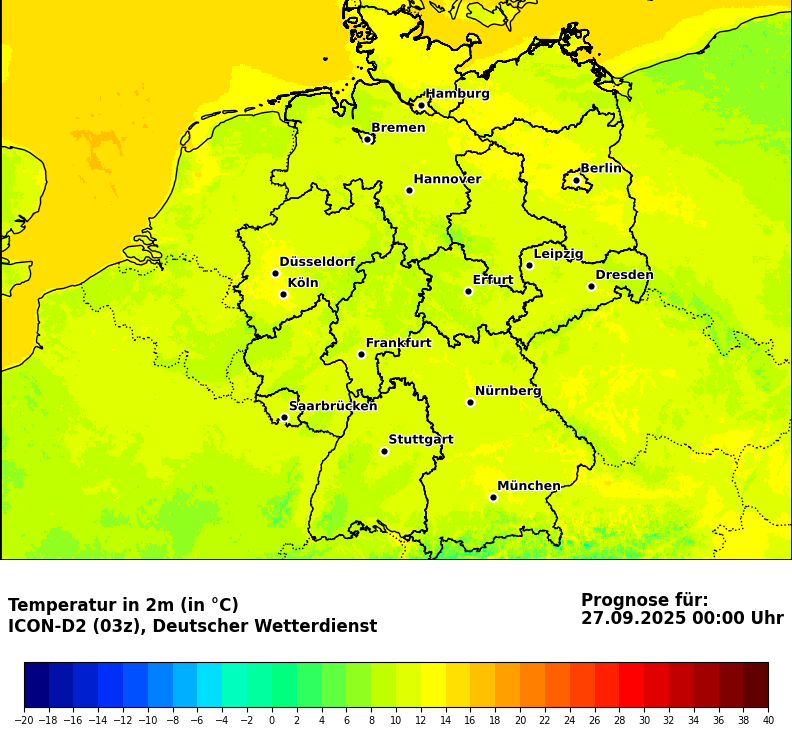 Hamburg
Bremen
Berlin
Hannover
Leipzig
Düsseldorf
Dresden
Köln
Erfurt
Frankfurt
Nürnberg
Saarbrücken
Stuttgart
München
Temperatur in 2m (in °C)
ICON-D2 (03z), Deutscher Wetterdienst
Prognose für:
27.09.2025 00:00 Uhr
−20 −18 −16 −14 −12 −10 −8 −6 −4 −2 0 2 4 6 8 10 12 14 16 18 20 22 24 26 28 30 32 34 36 38 40